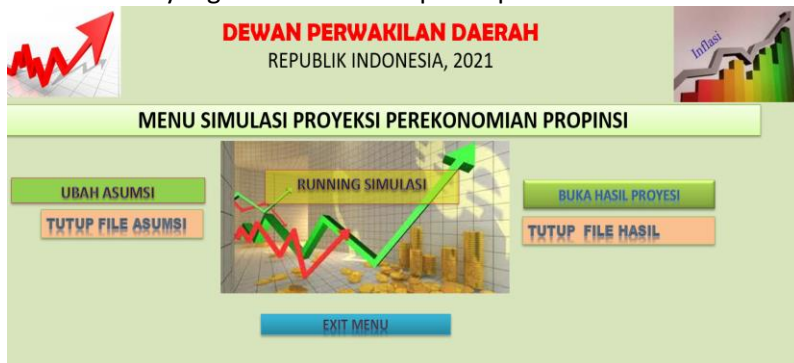 DEWAN PERWAKILAN DAERAH
REPUBLIK INDONESIA, 2021
Inflasi
MENU SIMULASI PROYEKSI PEREKONOMIAN PROPINSI
UBAH ASUMSI
RUNNING SIMULASI
BUKA HASIL PROYESI
TUTUP FILE ASUMSI
TUTUP FILE HASIL
EXIT MENU